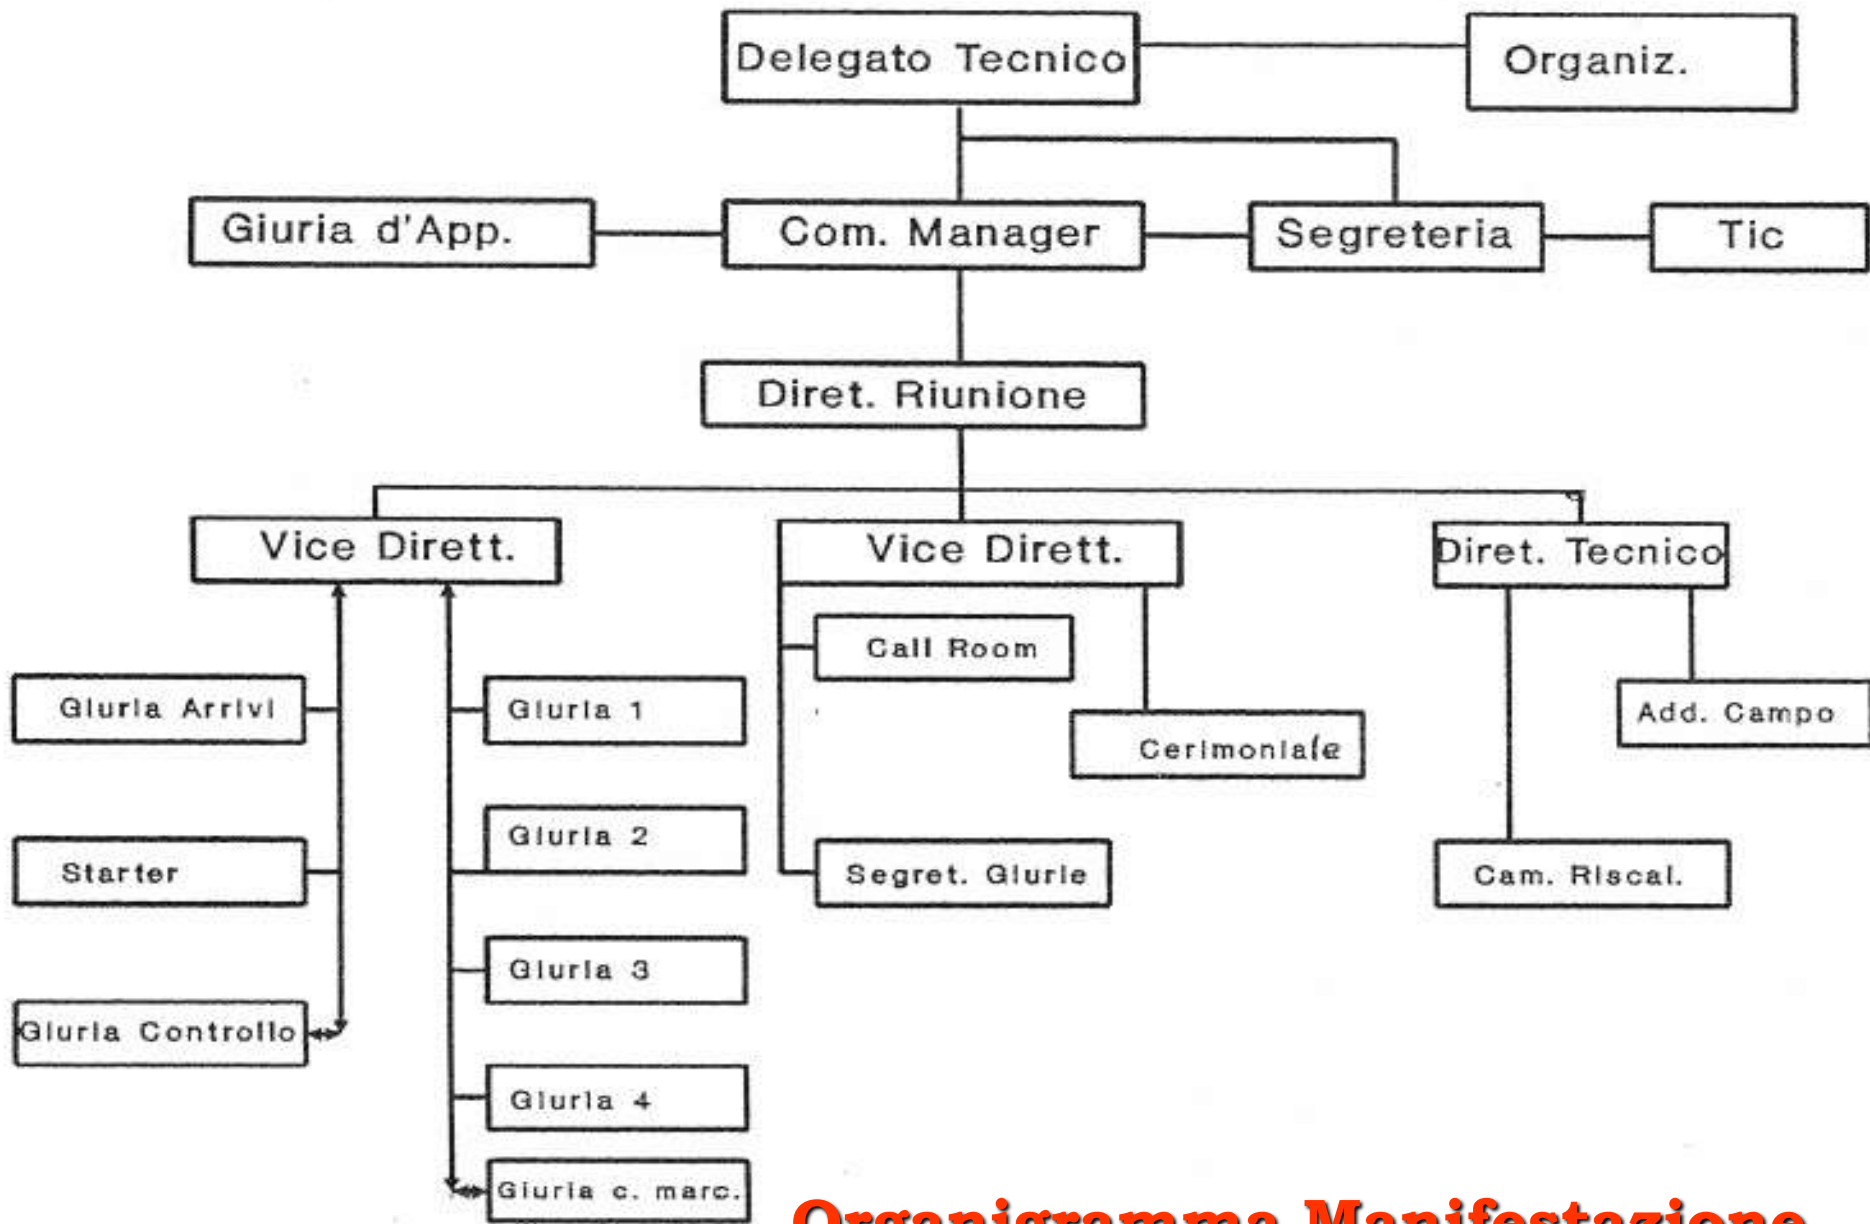 Delegato Tecnico
Organiz.
Giuria d'App.
Com. Manager
Segreteria
Tic
Diret. Riunione
Vice Dirett.
Vice Dirett.
Diret. Tecnico
Call Room
Giuria Arrivi
Giuria 1
Add. Campo
Cerimoniale
Giuria 2
Starter
Segret. Giurie
Cam. Riscal.
Giuria 3
Giuria Controllo
Giuria 4
Giuria c. marc.
Organigramma Manifestazione